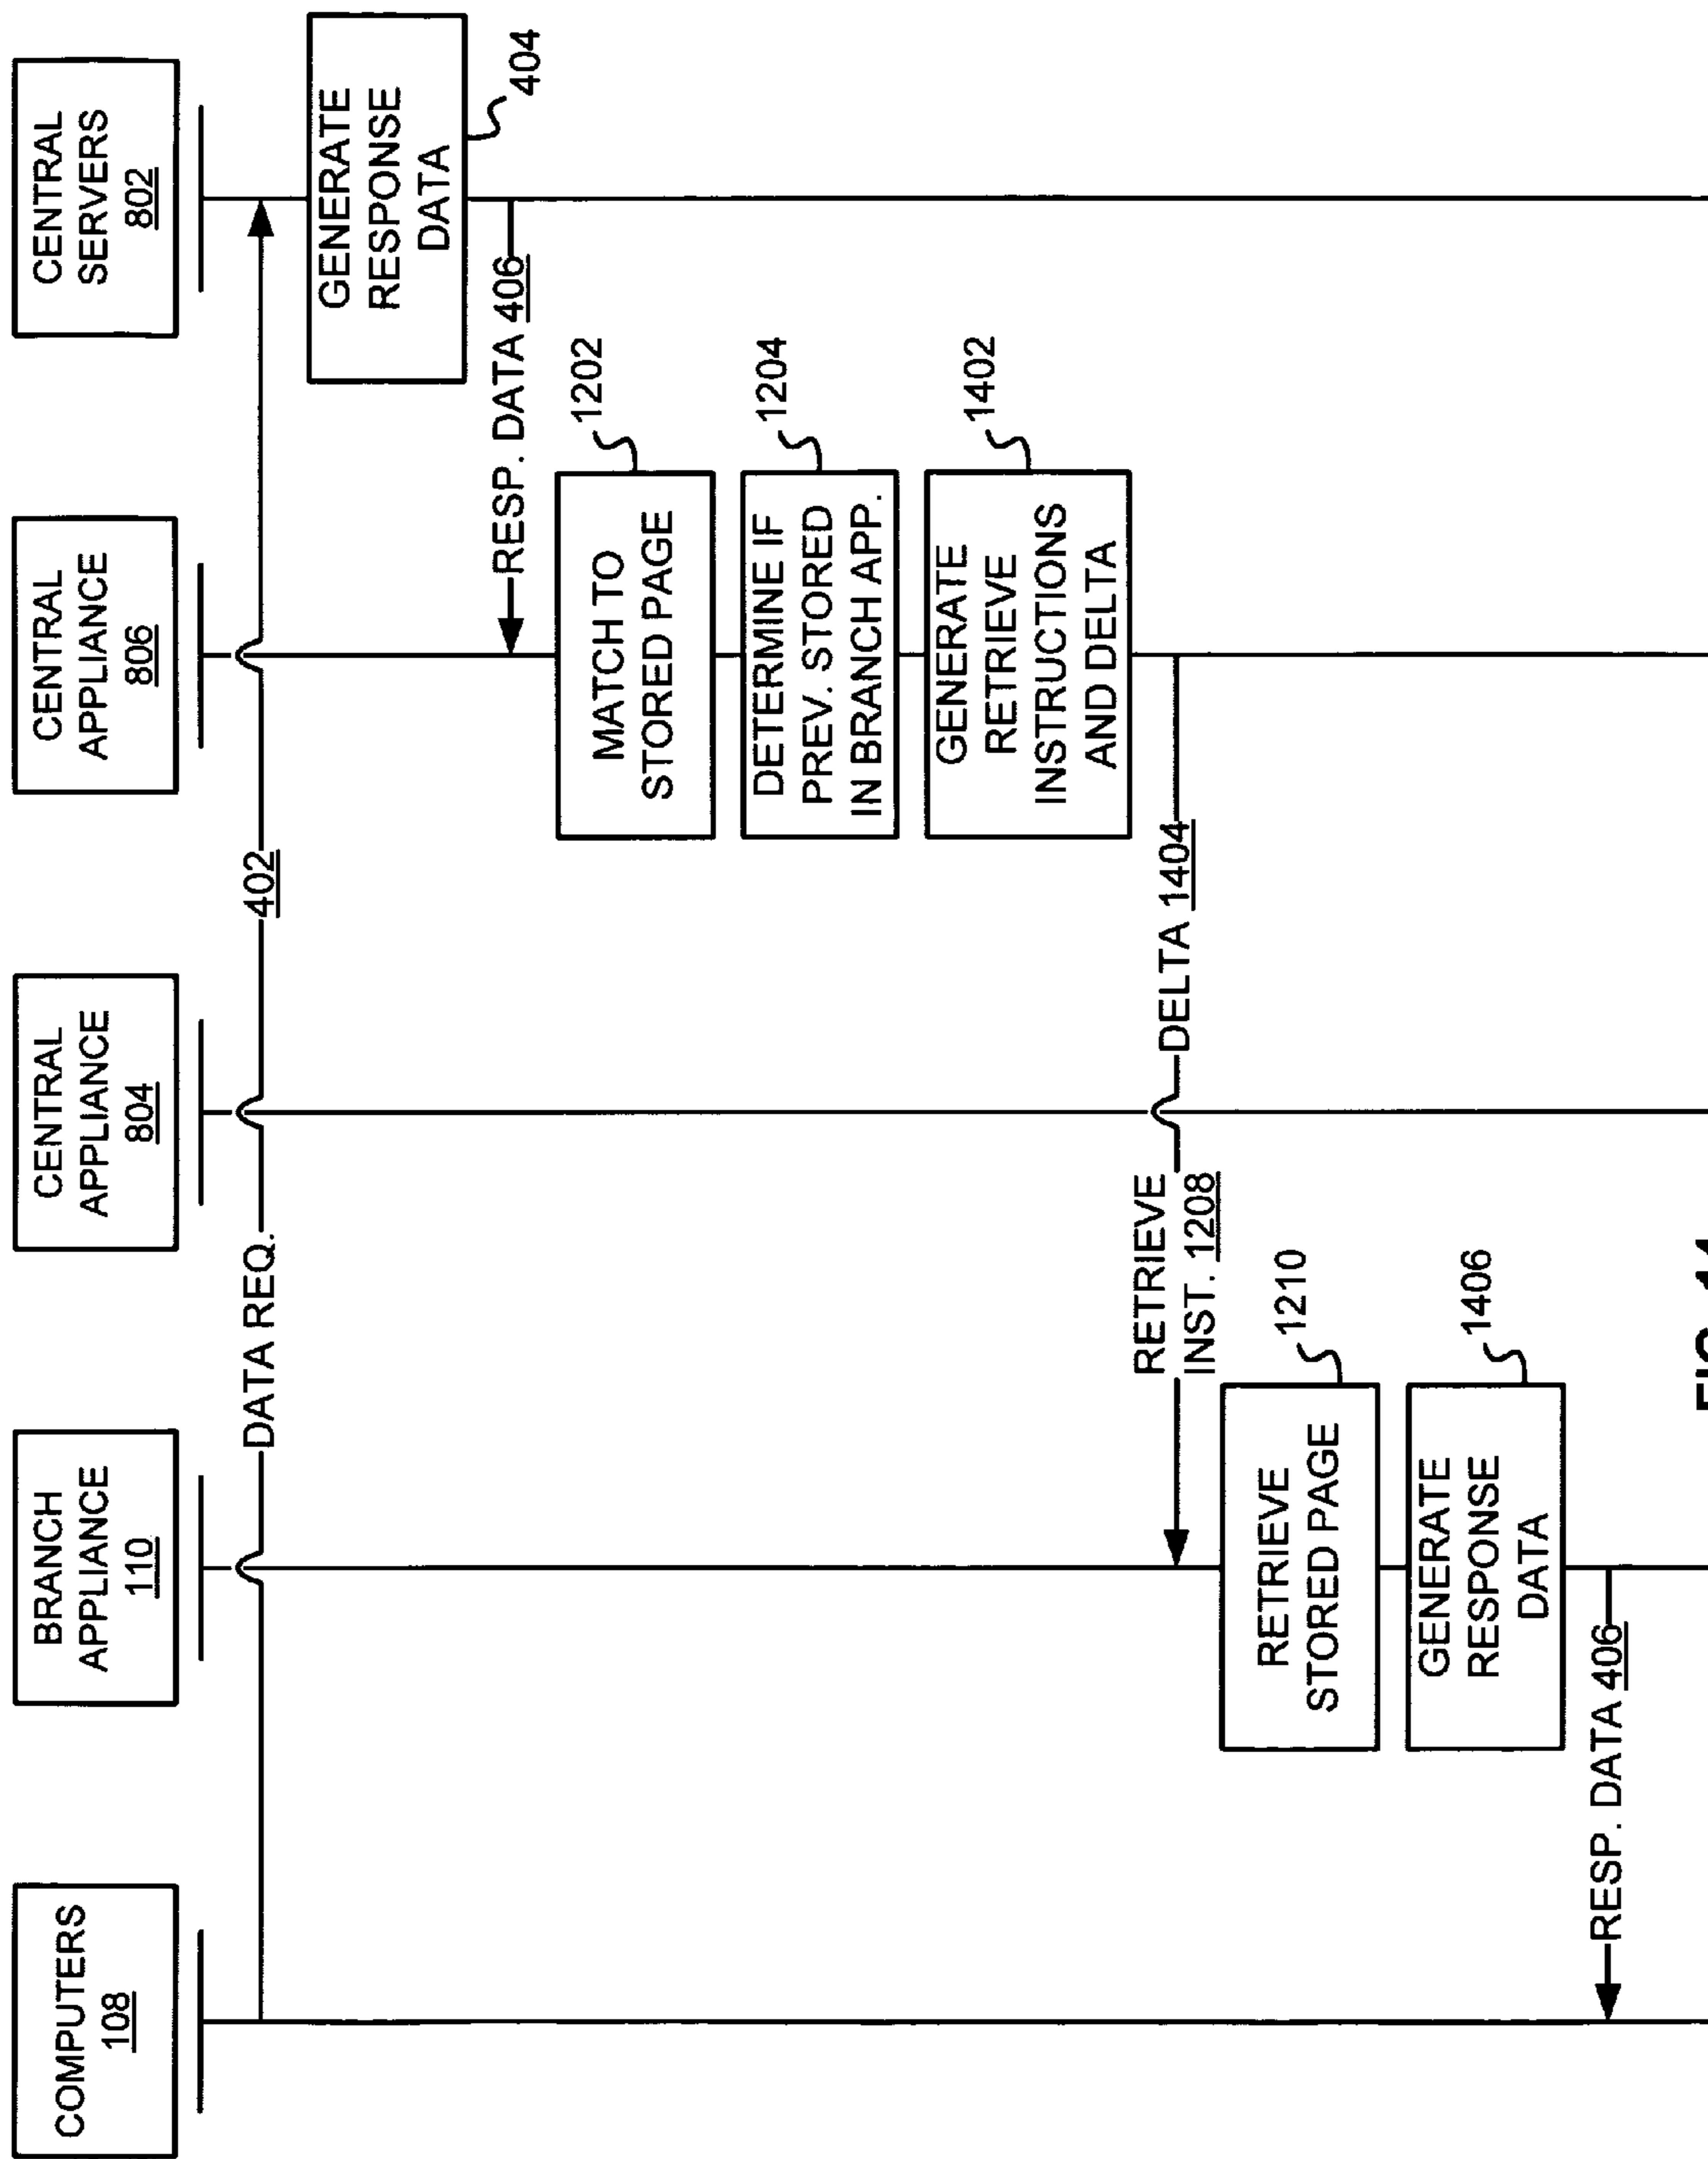 COMPUTERS
108
BRANCH
APPLIANCE
110
CENTRAL
APPLIANCE
804
CENTRAL
APPLIANCE
806
CENTRAL
SERVERS
802
DATA REQ.
402
GENERATE
RESPONSE
DATA
404
RESP. DATA 406
MATCH TO
STORED PAGE
1202
DETERMINE IF
PREV. STORED
IN BRANCH APP.
1204
GENERATE
RETRIEVE
INSTRUCTIONS
AND DELTA
1402
RETRIEVE
INST. 1208
DELTA 1404
RETRIEVE
STORED PAGE
1210
GENERATE
RESPONSE
DATA
1406
RESP. DATA 406